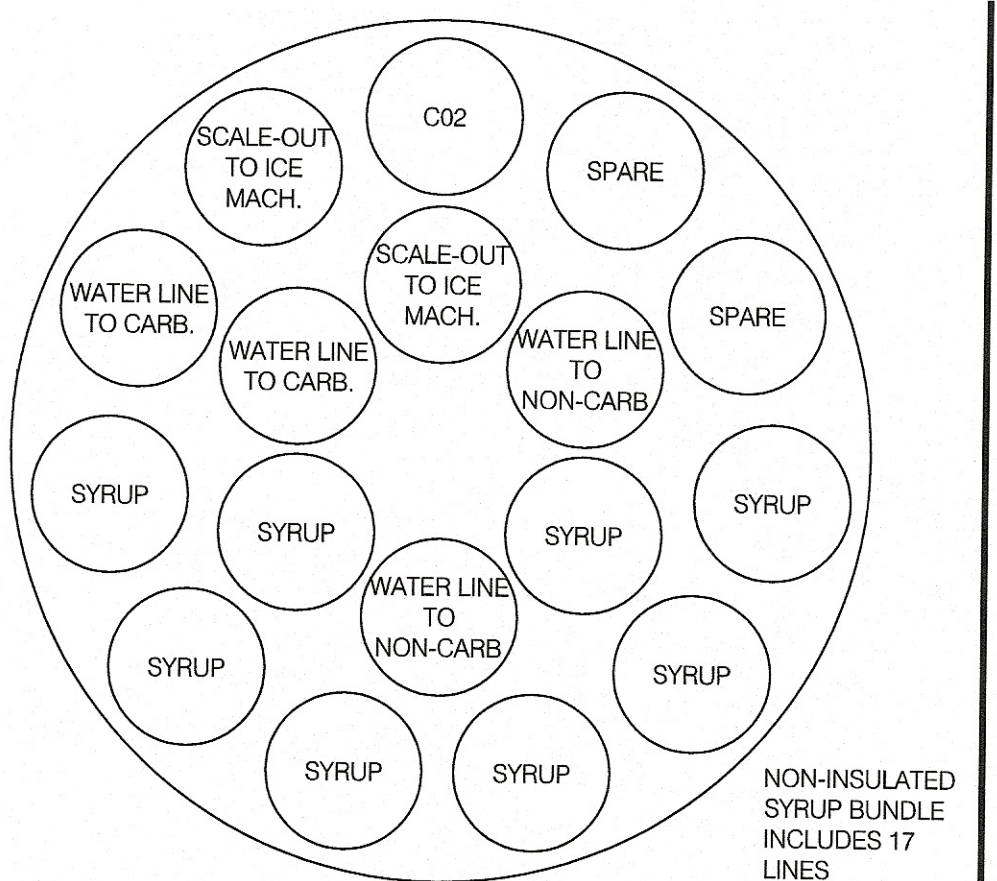 C02
SCALE-OUT
TO ICE
MACH.
SPARE
SCALE-OUT
TO ICE
MACH.
WATER LINE
TO CARB.
SPARE
WATER LINE
TO CARB.
WATER LINE
TO
NON-CARB
SYRUP
SYRUP
SYRUP
SYRUP
WATER LINE
TO
NON-CARB
SYRUP
SYRUP
SYRUP
SYRUP
NON-INSULATED
SYRUP BUNDLE
INCLUDES 17
LINES